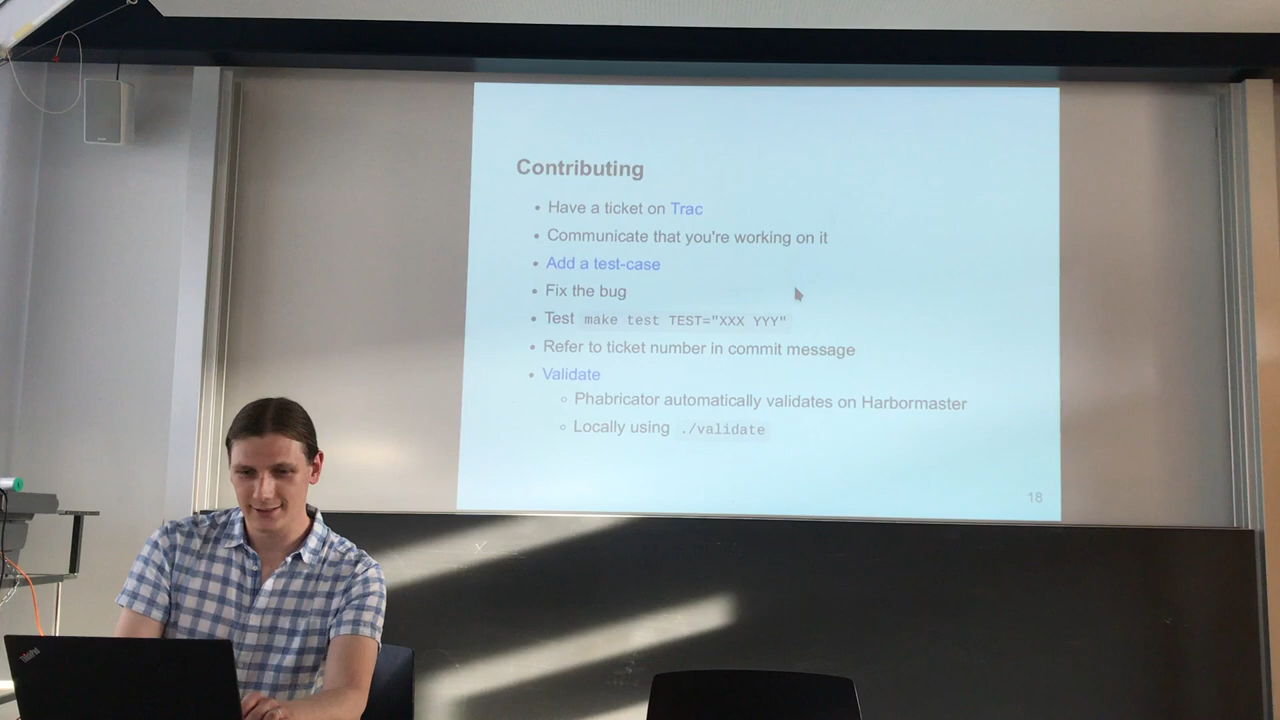 Contributing
• Have a ticket on Trac
• Communicate that you're working on it
• Add a test-case
• Fix the bug
• Test make test TEST="XXX YYY"
• Refer to ticket number in commit message
• Validate
◦ Phabricator automatically validates on Harbormaster
◦ Locally using ./validate
18
ThinkPad